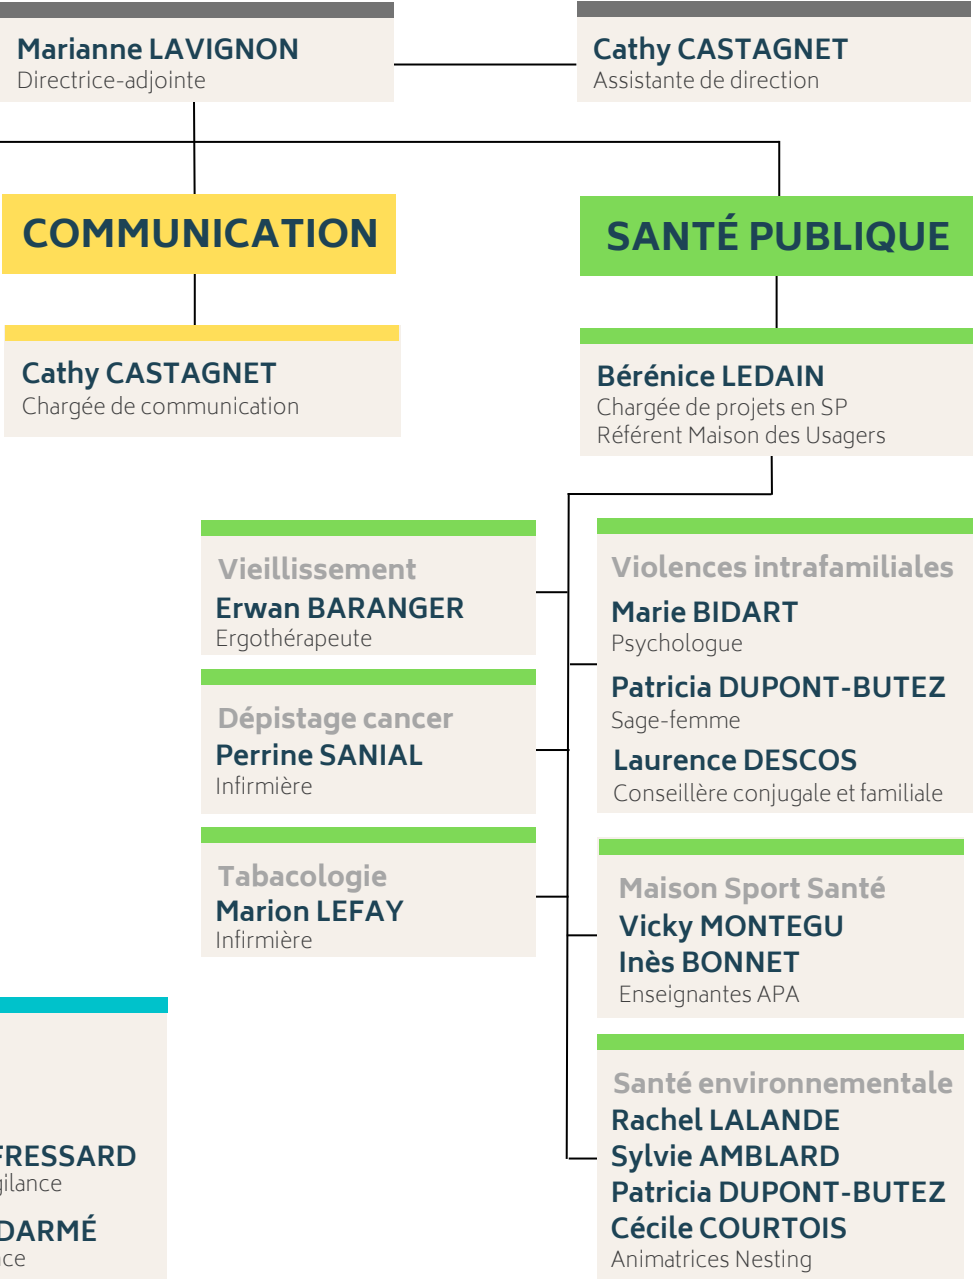 Marianne LAVIGNON
Directrice-adjointe
Cathy CASTAGNET
Assistante de direction
COMMUNICATION
SANTÉ PUBLIQUE
Cathy CASTAGNET
Chargée de communication
Bérénice LEDAIN
Chargée de projets en SP
Référent Maison des Usagers
Vieillissement
Erwan BARANGER
Ergothérapeute
Dépistage cancer
Perrine SANIAL
Infirmière
Tabacologie
Marion LEFAY
Infirmière
Violences intrafamiliales
Marie BIDART
Psychologue
Patricia DUPONT-BUTEZ
Sage-femme
Laurence DESCOS
Conseillère conjugale et familiale
Maison Sport Santé
Vicky MONTEGU
Inès BONNET
Enseignantes APA
Santé environnementale
Rachel LALANDE
Sylvie AMBLARD
Patricia DUPONT-BUTEZ
Cécile COURTOIS
Animatrices Nesting